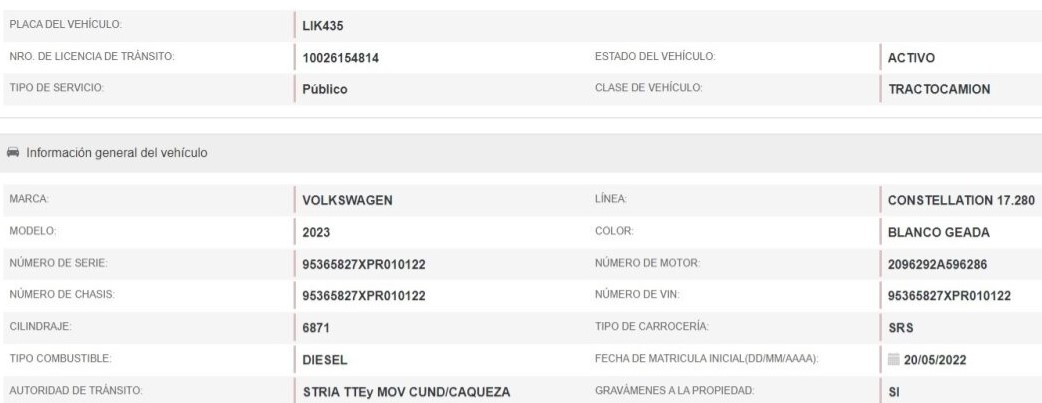 PLACA DEL VEHÍCULO: LIK435
NRO. DE LICENCIA DE TRÁNSITO: 10026154814 ESTADO DEL VEHÍCULO: ACTIVO
TIPO DE SERVICIO: Público CLASE DE VEHÍCULO: TRACTOCAMION
Información general del vehículo
MARCA: VOLKSWAGEN LÍNEA: CONSTELLATION 17.280
MODELO: 2023 COLOR: BLANCO GEADA
NÚMERO DE SERIE: 95365827XPR010122 NÚMERO DE MOTOR: 2096292A596286
NÚMERO DE CHASIS: 95365827XPR010122 NÚMERO DE VIN: 95365827XPR010122
CILINDRAJE: 6871 TIPO DE CARROCERÍA: SRS
TIPO COMBUSTIBLE: DIESEL FECHA DE MATRICULA INICIAL(DD/MM/AAAA): 20/05/2022
AUTORIDAD DE TRÁNSITO: STRIA TTEy MOV CUND/CAQUEZA GRAVÁMENES A LA PROPIEDAD: SI